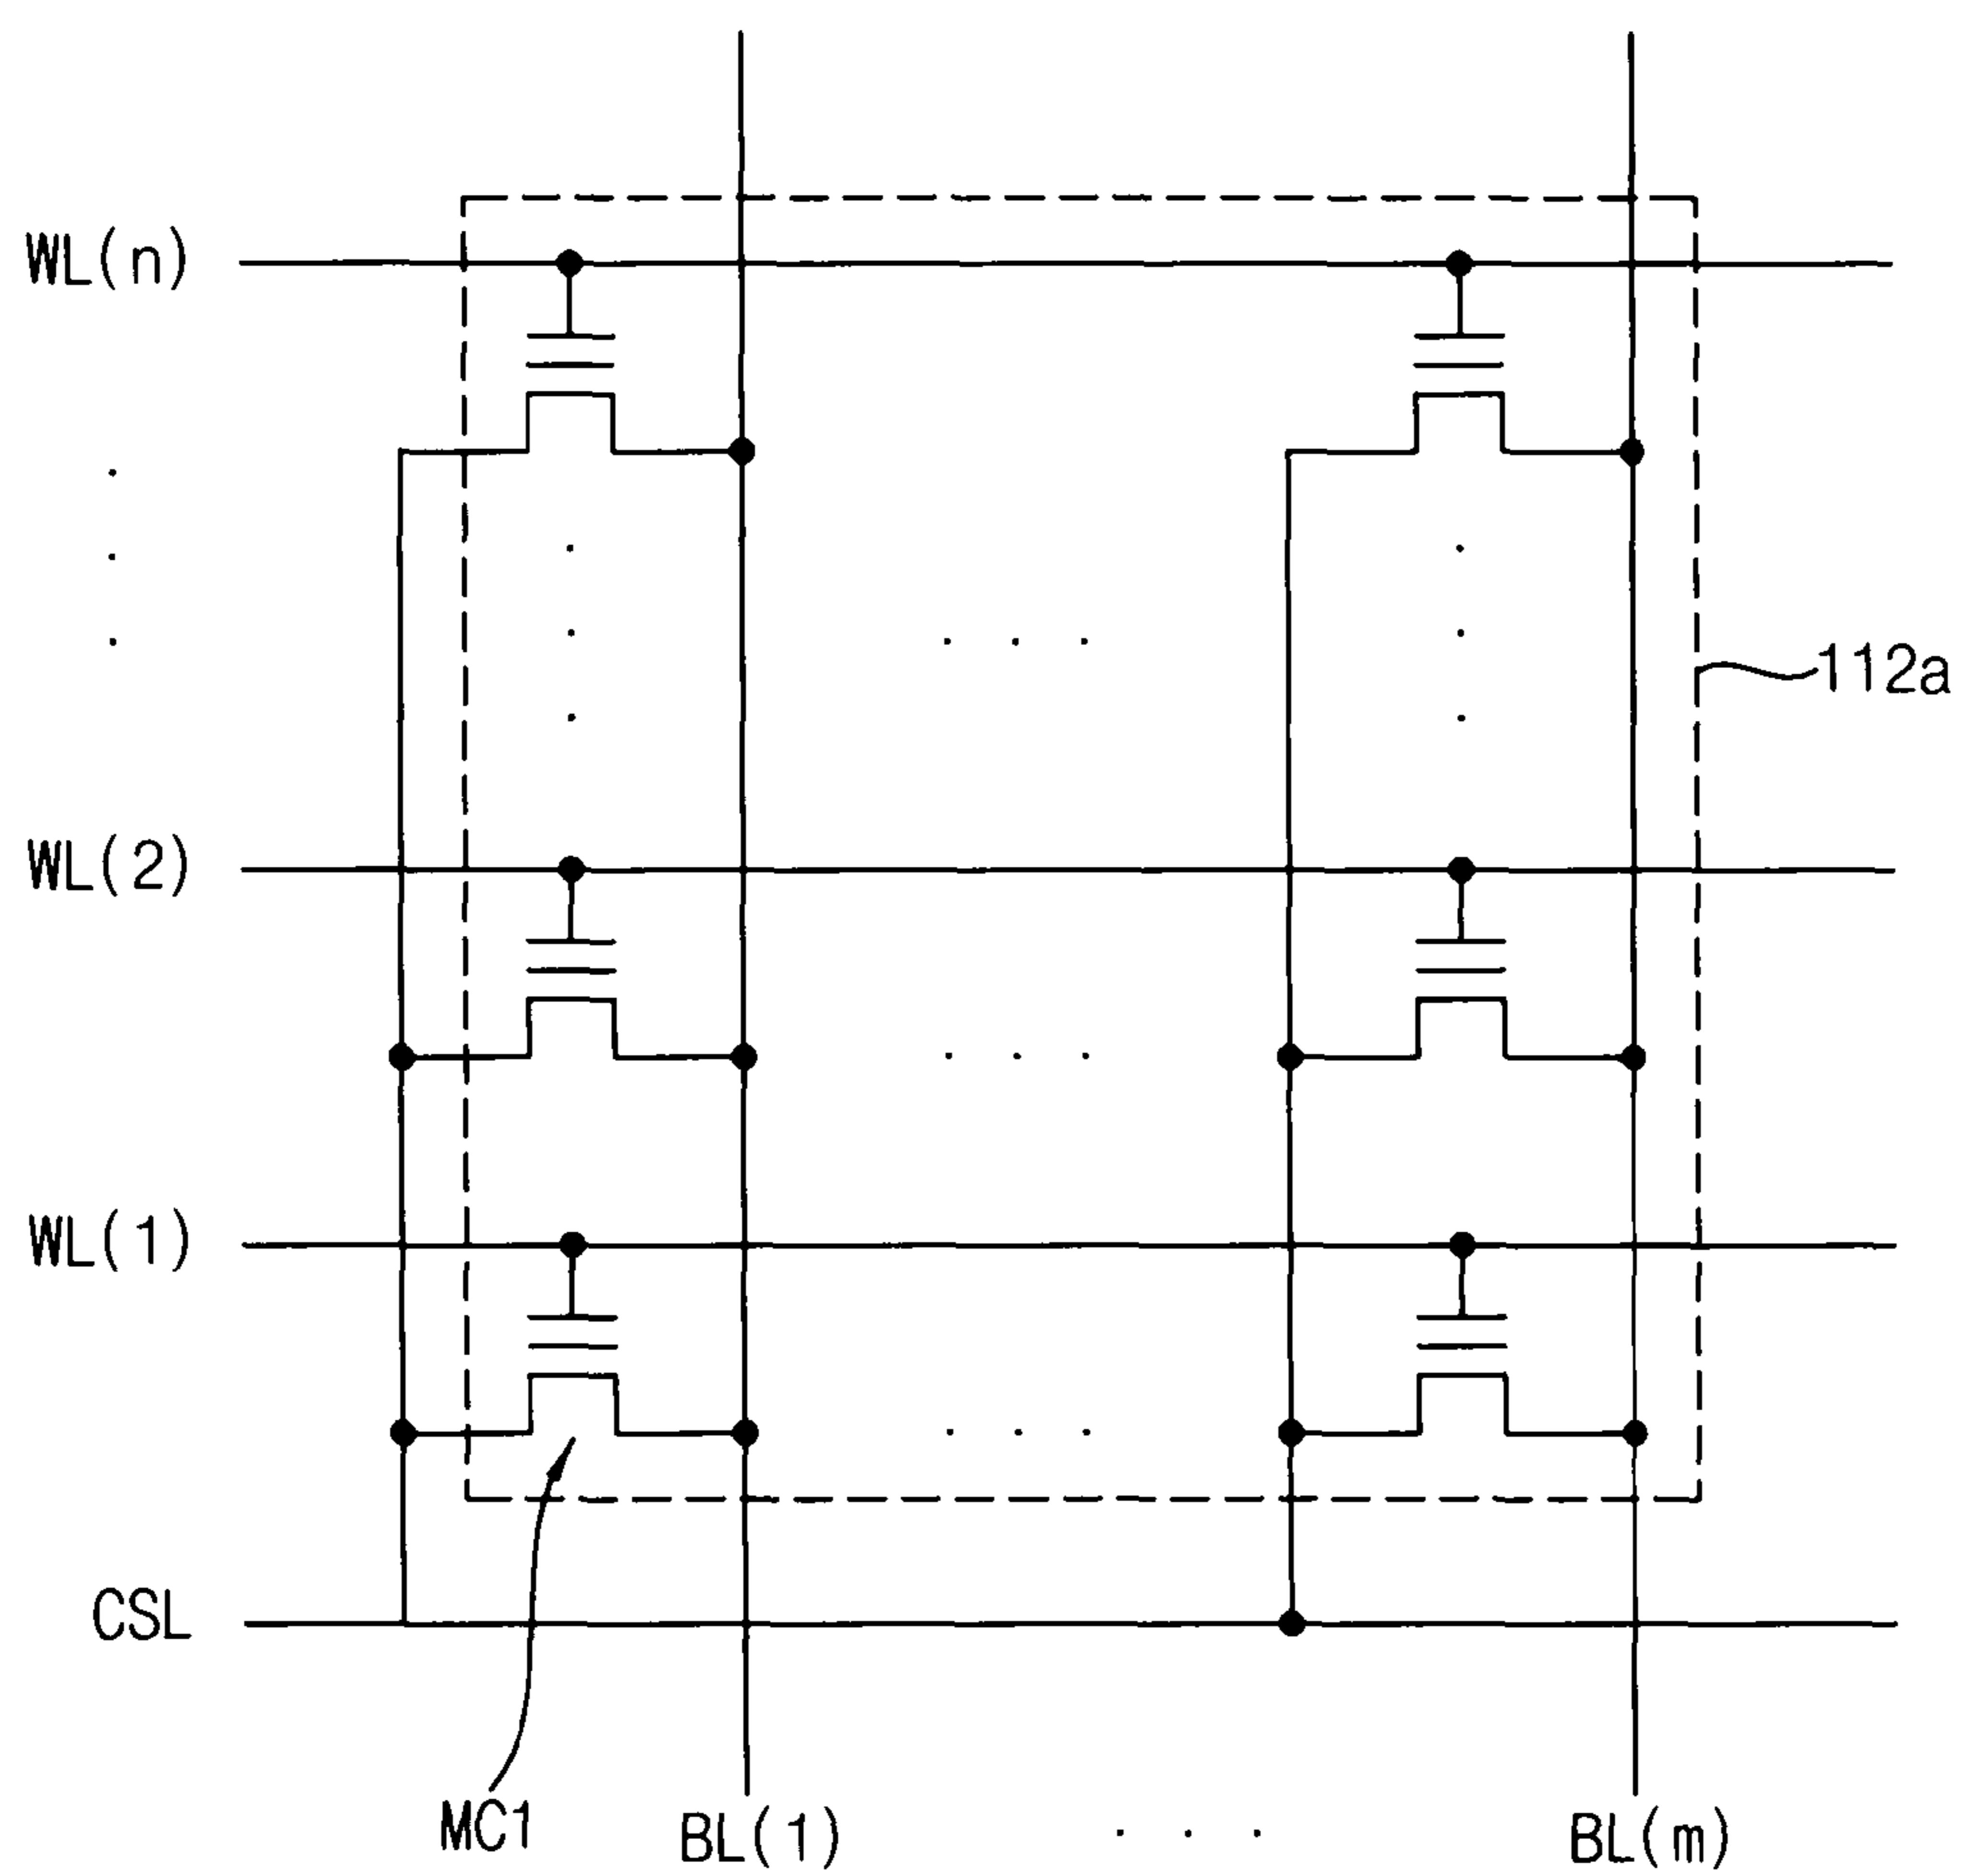 WL(n)
112a
WL(2)
WL(1)
CSL
MC1
BL(1)
. . .
BL(m)